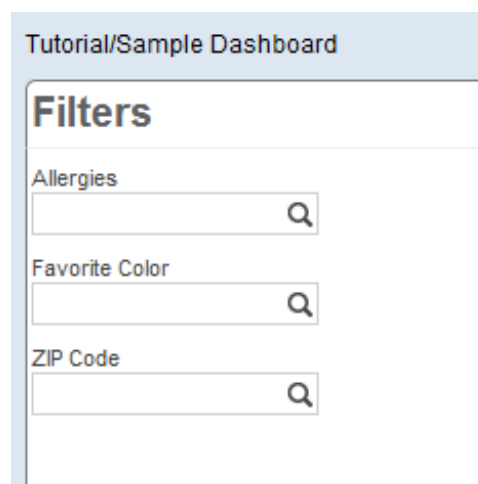 Tutorial/Sample Dashboard
Filters
Allergies
Favorite Color
ZIP Code